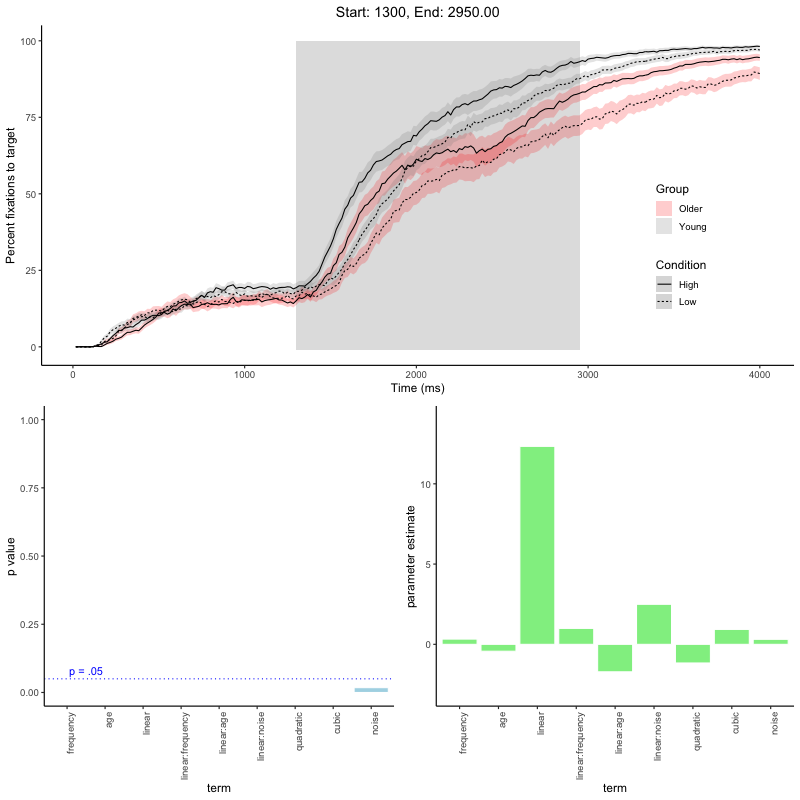 Start: 1300, End: 2950.00
Percent fixations to target
100
75
50
25
0
0 1000 2000 3000 4000
Time (ms)
Group
Older
Young
Condition
High
Low
p value
1.00
0.75
0.50
0.25
0.00
p = .05
frequency age linear linear:frequency linear:age linear:noise quadratic cubic noise
term
parameter estimate
10
5
0
frequency age linear linear:frequency linear:age linear:noise quadratic cubic noise
term